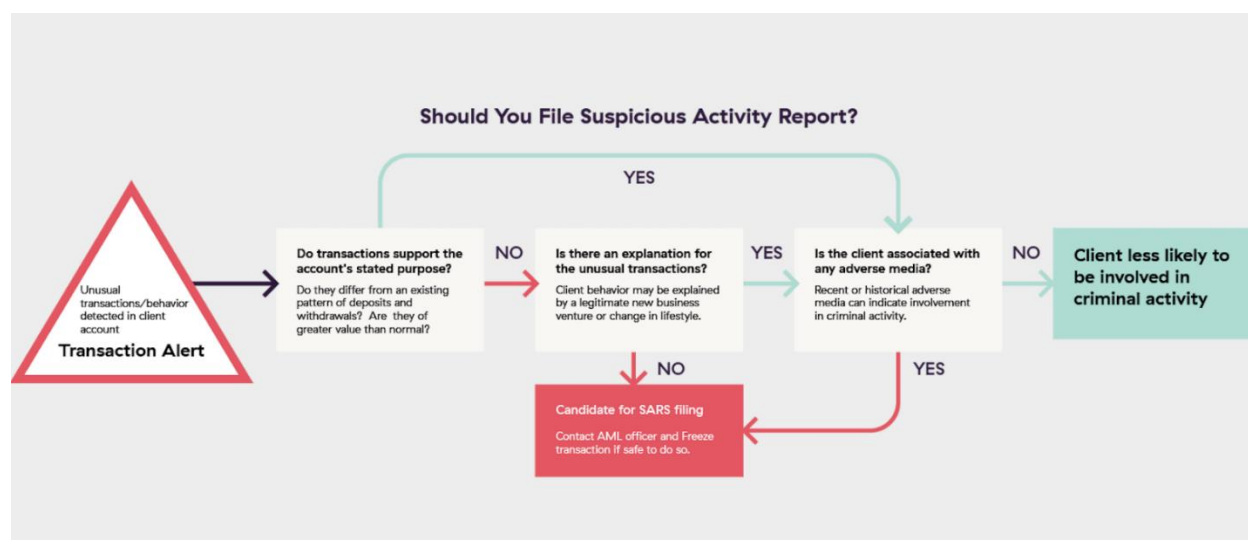 Should You File Suspicious Activity Report?
YES
Unusual
transactions/behavior
detected in client
account
Transaction Alert
Do transactions support the
account's stated purpose?
Do they differ from an existing
pattern of deposits and
withdrawals? Are they of
greater value than normal?
NO
Is there an explanation for
the unusual transactions?
Client behavior may be explained
by a legitimate new business
venture or change in lifestyle.
YES
Is the client associated with
any adverse media?
Recent or historical adverse
media can indicate involvement
in criminal activity.
NO
Client less likely to
be involved in
criminal activity
NO
YES
Candidate for SARS filing
Contact AML officer and Freeze
transaction if safe to do so.